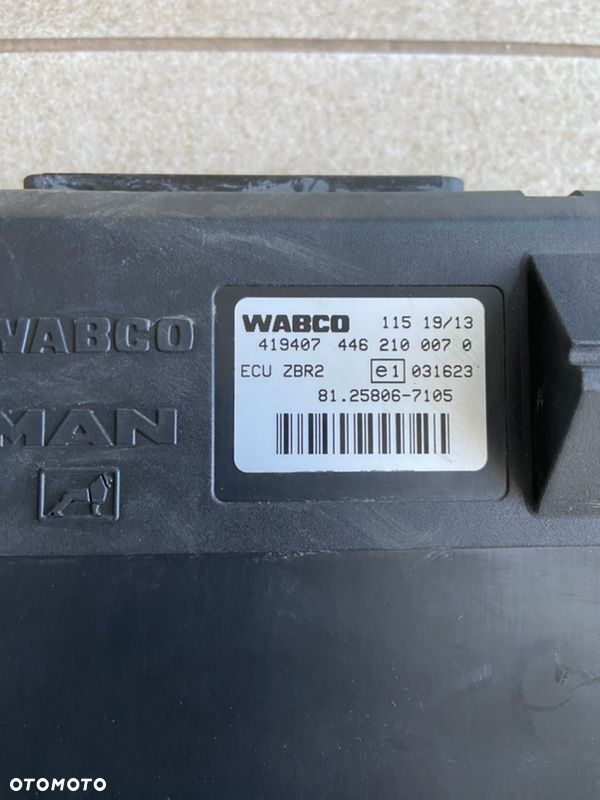 WABCO
MAN
WABCO 115 19/13
419407 446 210 007 0
ECU ZBR2 e1 031623
81.25806-7105
OTOMOTO